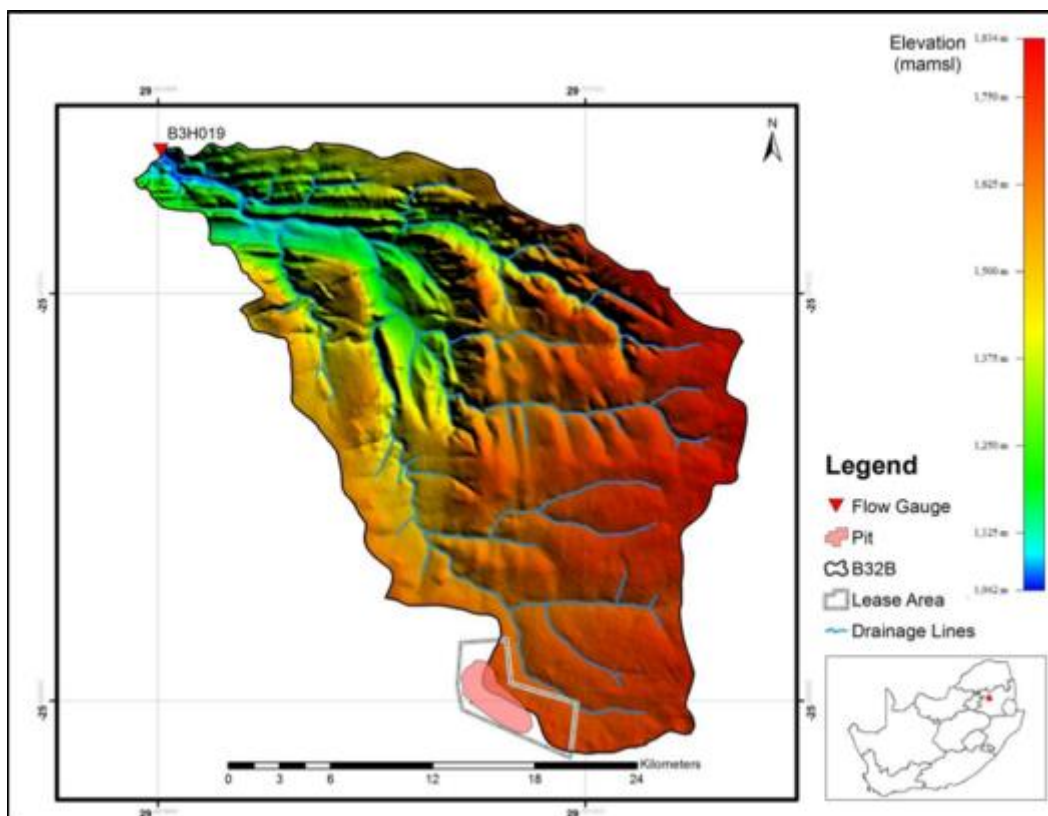 Elevation
(mamsl)
1,750 m
1,625 m
1,500 m
1,375 m
1,250 m
1,125 m
29
29
B3H019
N
-25
-25
-25
-25
Legend
Flow Gauge
Pit
B32B
Lease Area
Drainage Lines
Kilometers
0 3 6 12 18 24
29
29